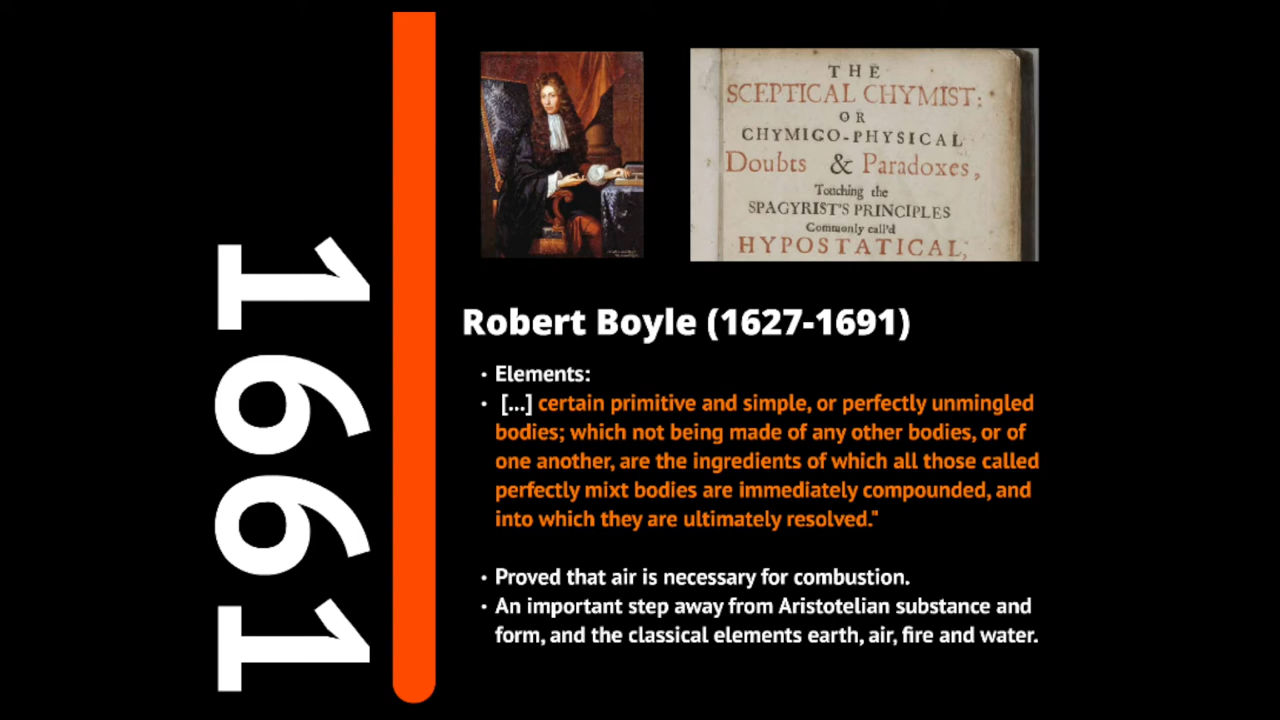 1661
THE
SCEPTICAL CHYMIST:
OR
CHYMICO-PHYSICAL
Doubts & Paradoxes,
Touching the
SPAGYRIST'S PRINCIPLES
Commonly call'd
HYPOSTATICAL,
Robert Boyle (1627-1691)
• Elements:
• [...] certain primitive and simple, or perfectly unmingled
bodies; which not being made of any other bodies, or of
one another, are the ingredients of which all those called
perfectly mixt bodies are immediately compounded, and
into which they are ultimately resolved."
• Proved that air is necessary for combustion.
• An important step away from Aristotelian substance and
form, and the classical elements earth, air, fire and water.